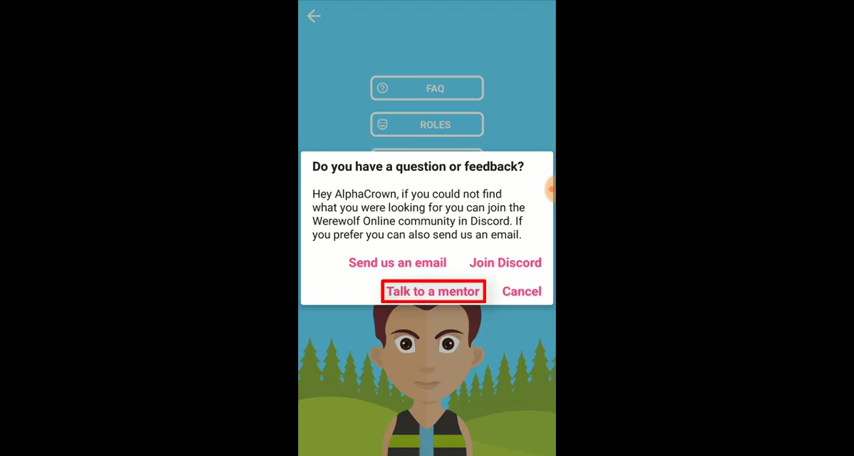 FAQ
ROLES
Do you have a question or feedback?
Hey AlphaCrown, if you could not find
what you were looking for you can join the
Werewolf Online community in Discord. If
you prefer you can also send us an email.
Send us an email Join Discord
Talk to a mentor Cancel